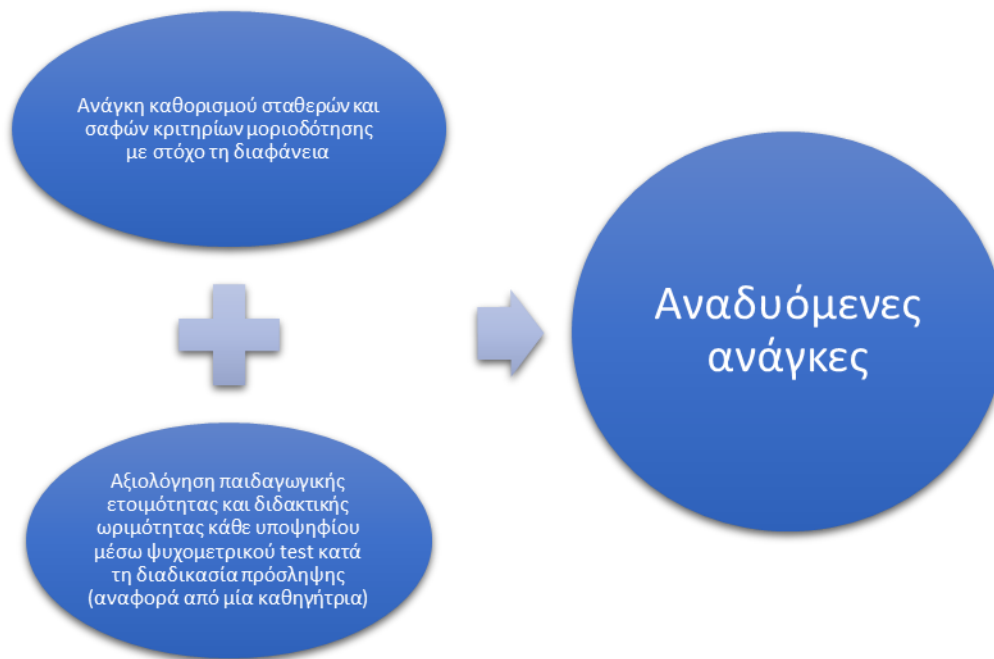 Ανάγκη καθορισμού σταθερών και
σαφών κριτηρίων μοριοδότησης
με στόχο τη διαφάνεια
Αξιολόγηση παιδαγωγικής
ετοιμότητας και διδακτικής
ωριμότητας κάθε υποψηφίου
μέσω ψυχομετρικού test κατά
τη διαδικασία πρόσληψης
(αναφορά από μία καθηγήτρια)
Αναδυόμενες
ανάγκες